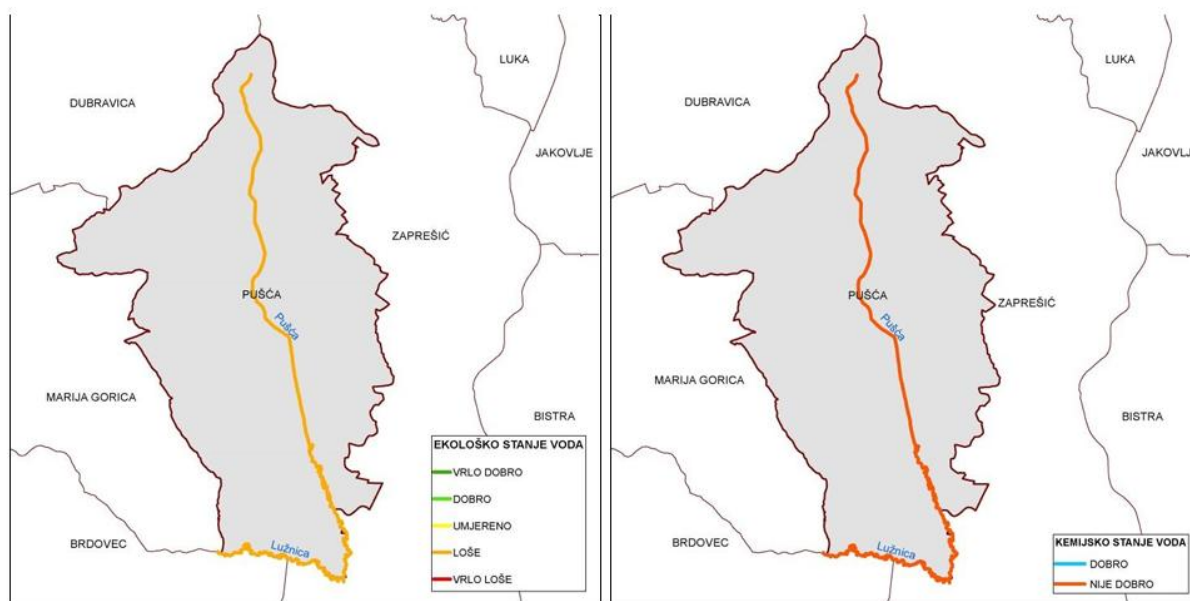 LUKA
DUBRAVICA
JAKOVLJE
ZAPREŠIĆ
PUŠĆA
Pušća
MARIJA GORICA
BISTRA
EKOLOŠKO STANJE VODA
VRLO DOBRO
DOBRO
UMJERENO
LOŠE
VRLO LOŠE
BRDOVEC
Lužnica
LUKA
DUBRAVICA
JAKOVLJE
ZAPREŠIĆ
PUŠĆA
Pušća
MARIJA GORICA
BISTRA
BRDOVEC
Lužnica
KEMIJSKO STANJE VODA
DOBRO
NIJE DOBRO